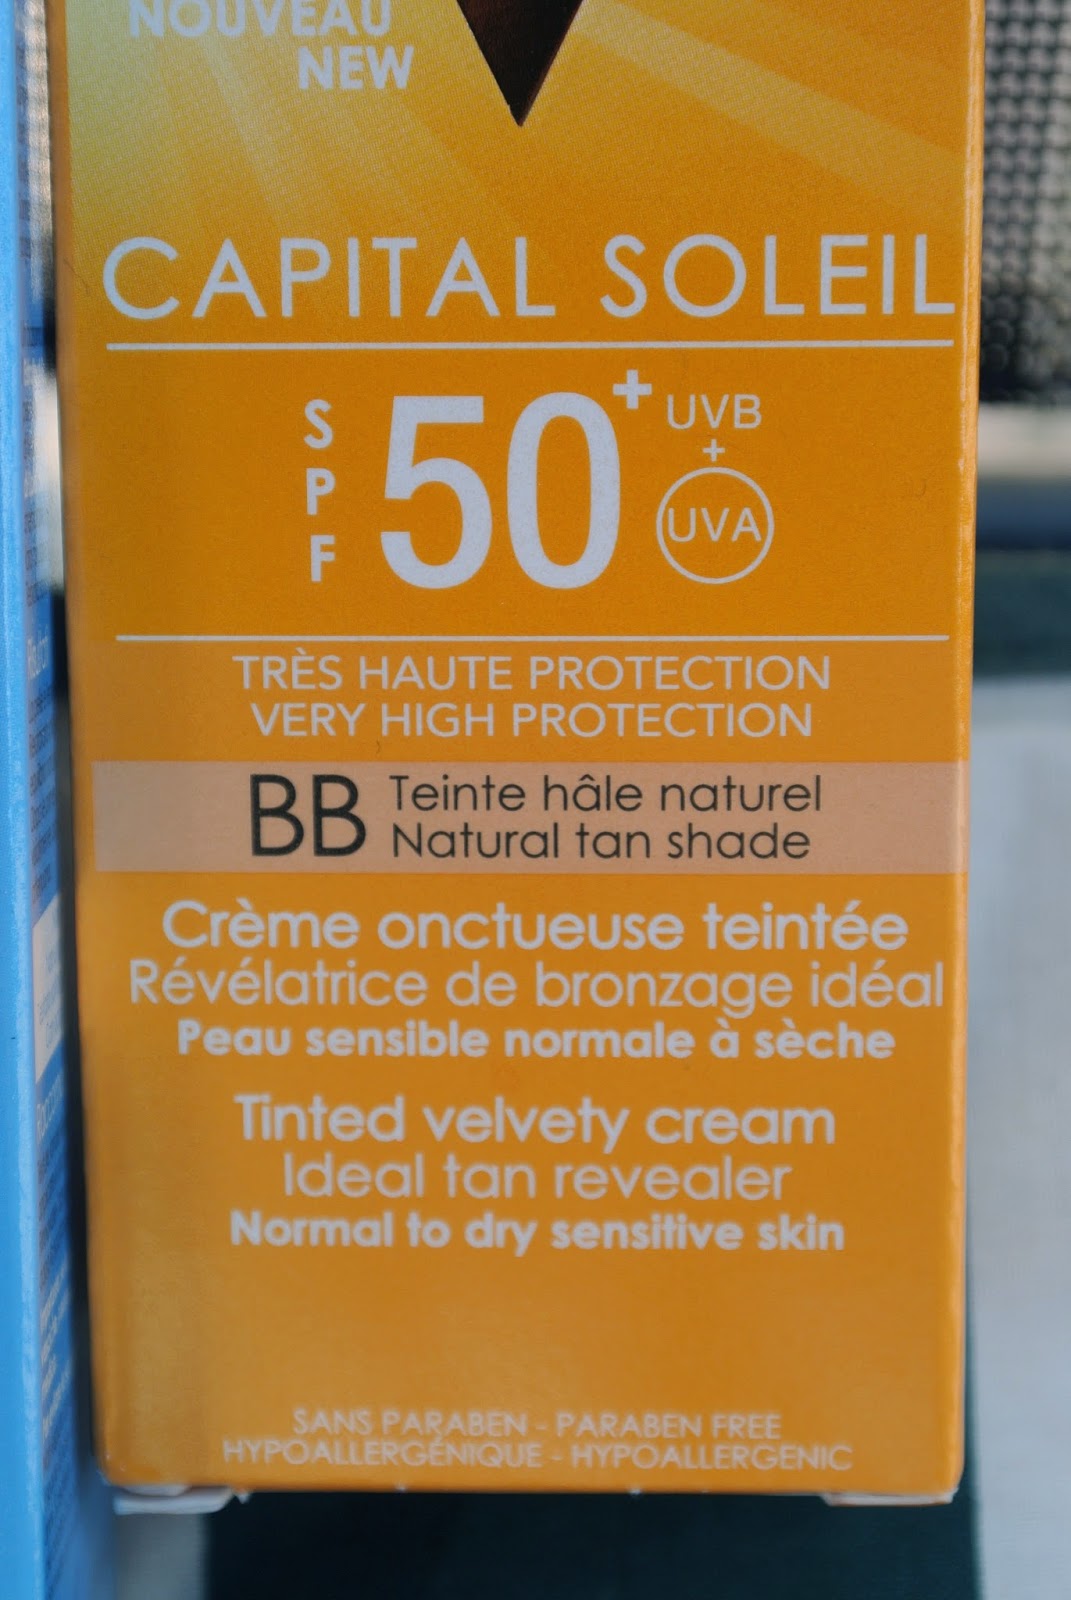 NOUVEAU
NEW
CAPITAL SOLEIL
SPF 50+ UVB
+
UVA
TRÈS HAUTE PROTECTION
VERY HIGH PROTECTION
BB Teinte hâle naturel
Natural tan shade
Crème onctueuse teintée
Révélatrice de bronzage idéal
Peau sensible normale à sèche
Tinted velvety cream
Ideal tan revealer
Normal to dry sensitive skin
SANS PARABEN - PARABEN FREE
HYPOALLERGÉNIQUE - HYPOALLERGENIC